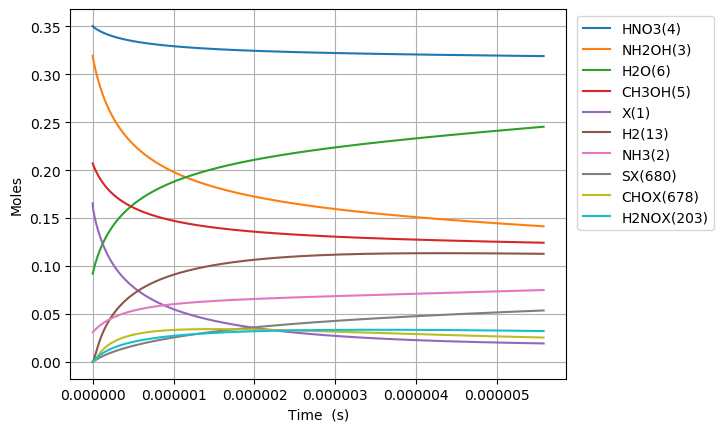 0.35
0.30
0.25
0.20
0.15
0.10
0.05
0.00
Moles
0.000000
0.000001
0.000002
0.000003
0.000004
0.000005
Time (s)
HNO3(4)
NH2OH(3)
H2O(6)
CH3OH(5)
X(1)
H2(13)
NH3(2)
SX(680)
CHOX(678)
H2NOX(203)